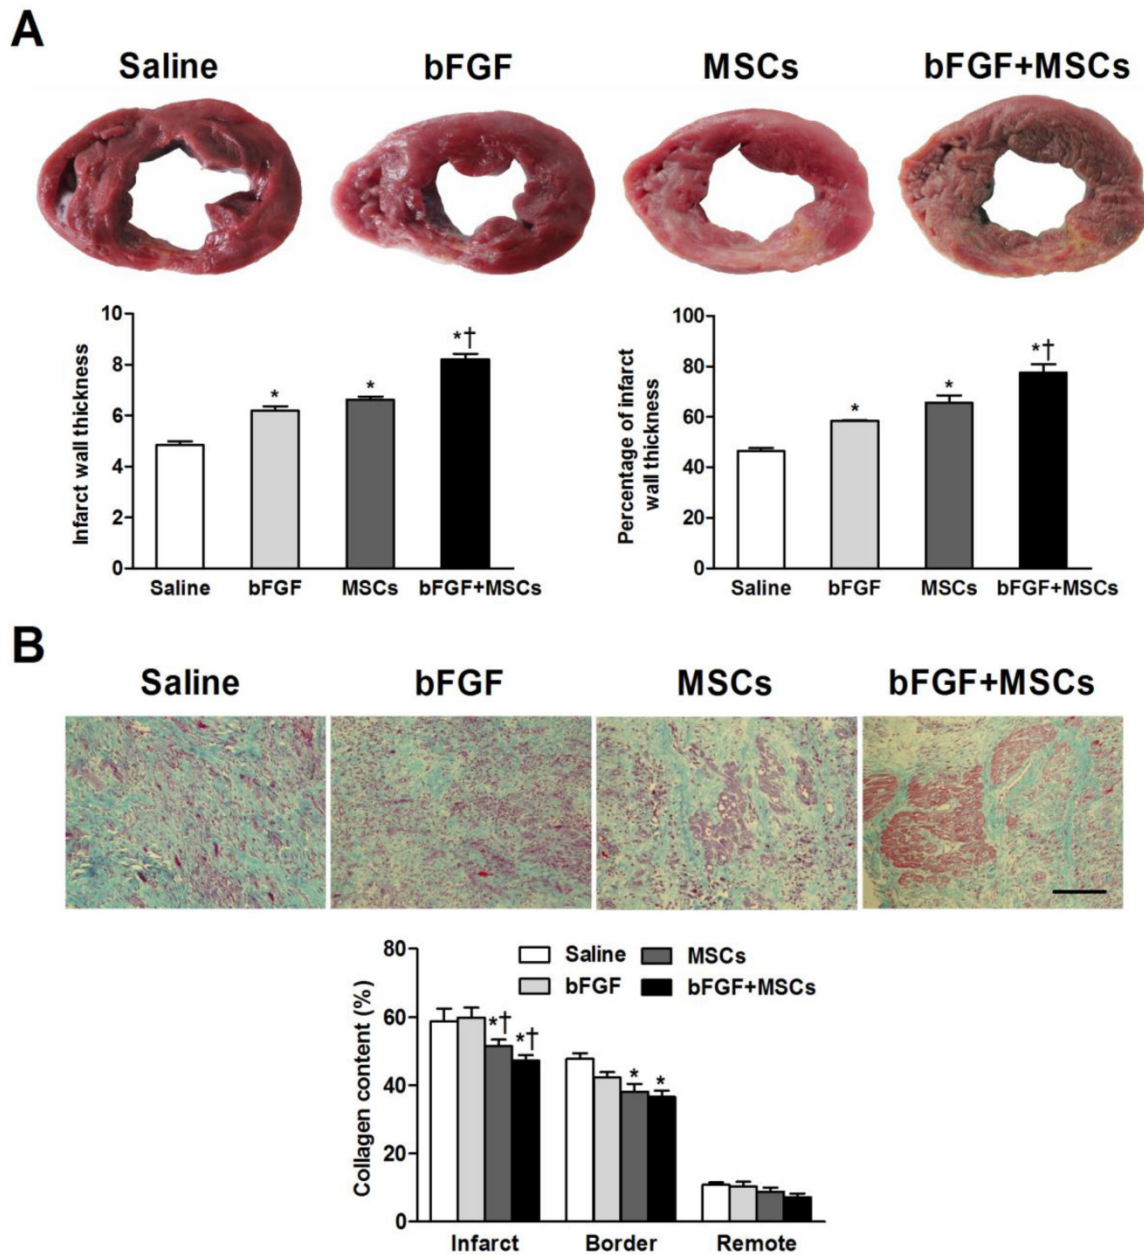 A
Saline bFGF MSCs bFGF+MSCs
Infarct wall thickness
10
8
6
4
2
0
* * *†
Saline bFGF MSCs bFGF+MSCs
Percentage of infarct
wall thickness
100
80
60
40
20
0
* * *†
Saline bFGF MSCs bFGF+MSCs
B
Saline bFGF MSCs bFGF+MSCs
Collagen content (%)
80
60
40
20
0
Saline MSCs
bFGF bFGF+MSCs
*† *† * *
Infarct Border Remote